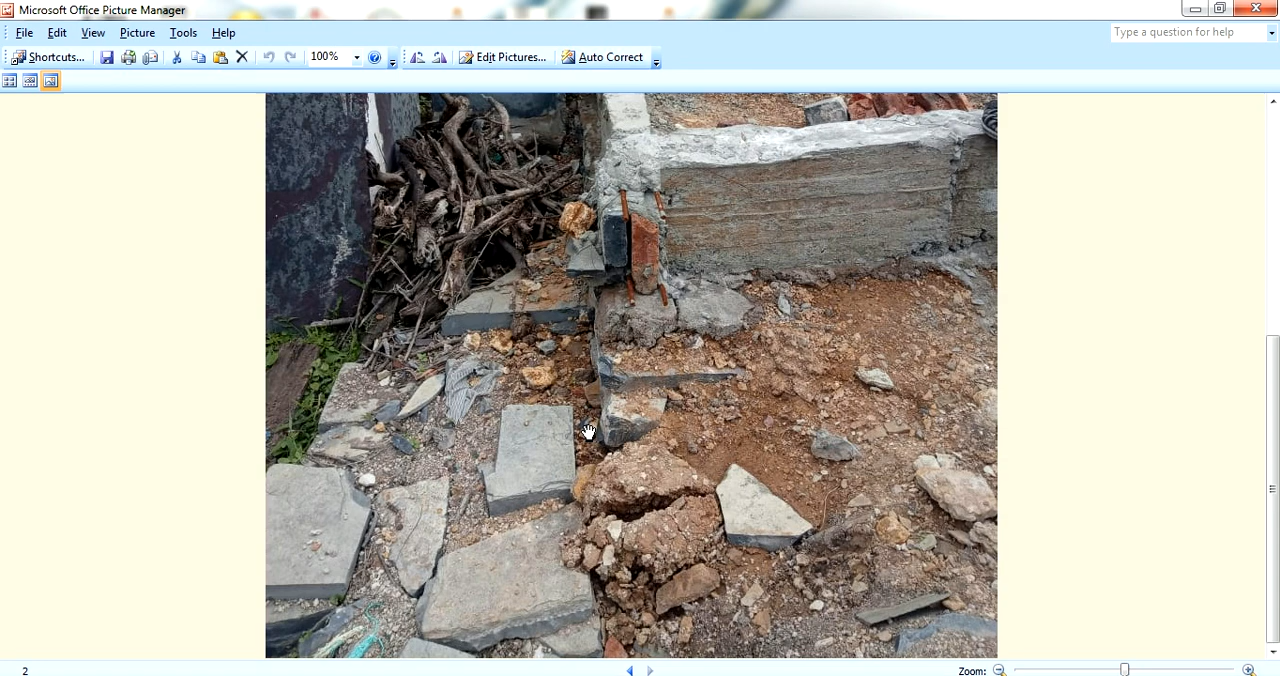 Microsoft Office Picture Manager
File Edit View Picture Tools Help
Type a question for help
Shortcuts... 100% Edit Pictures... Auto Correct
2
Zoom: